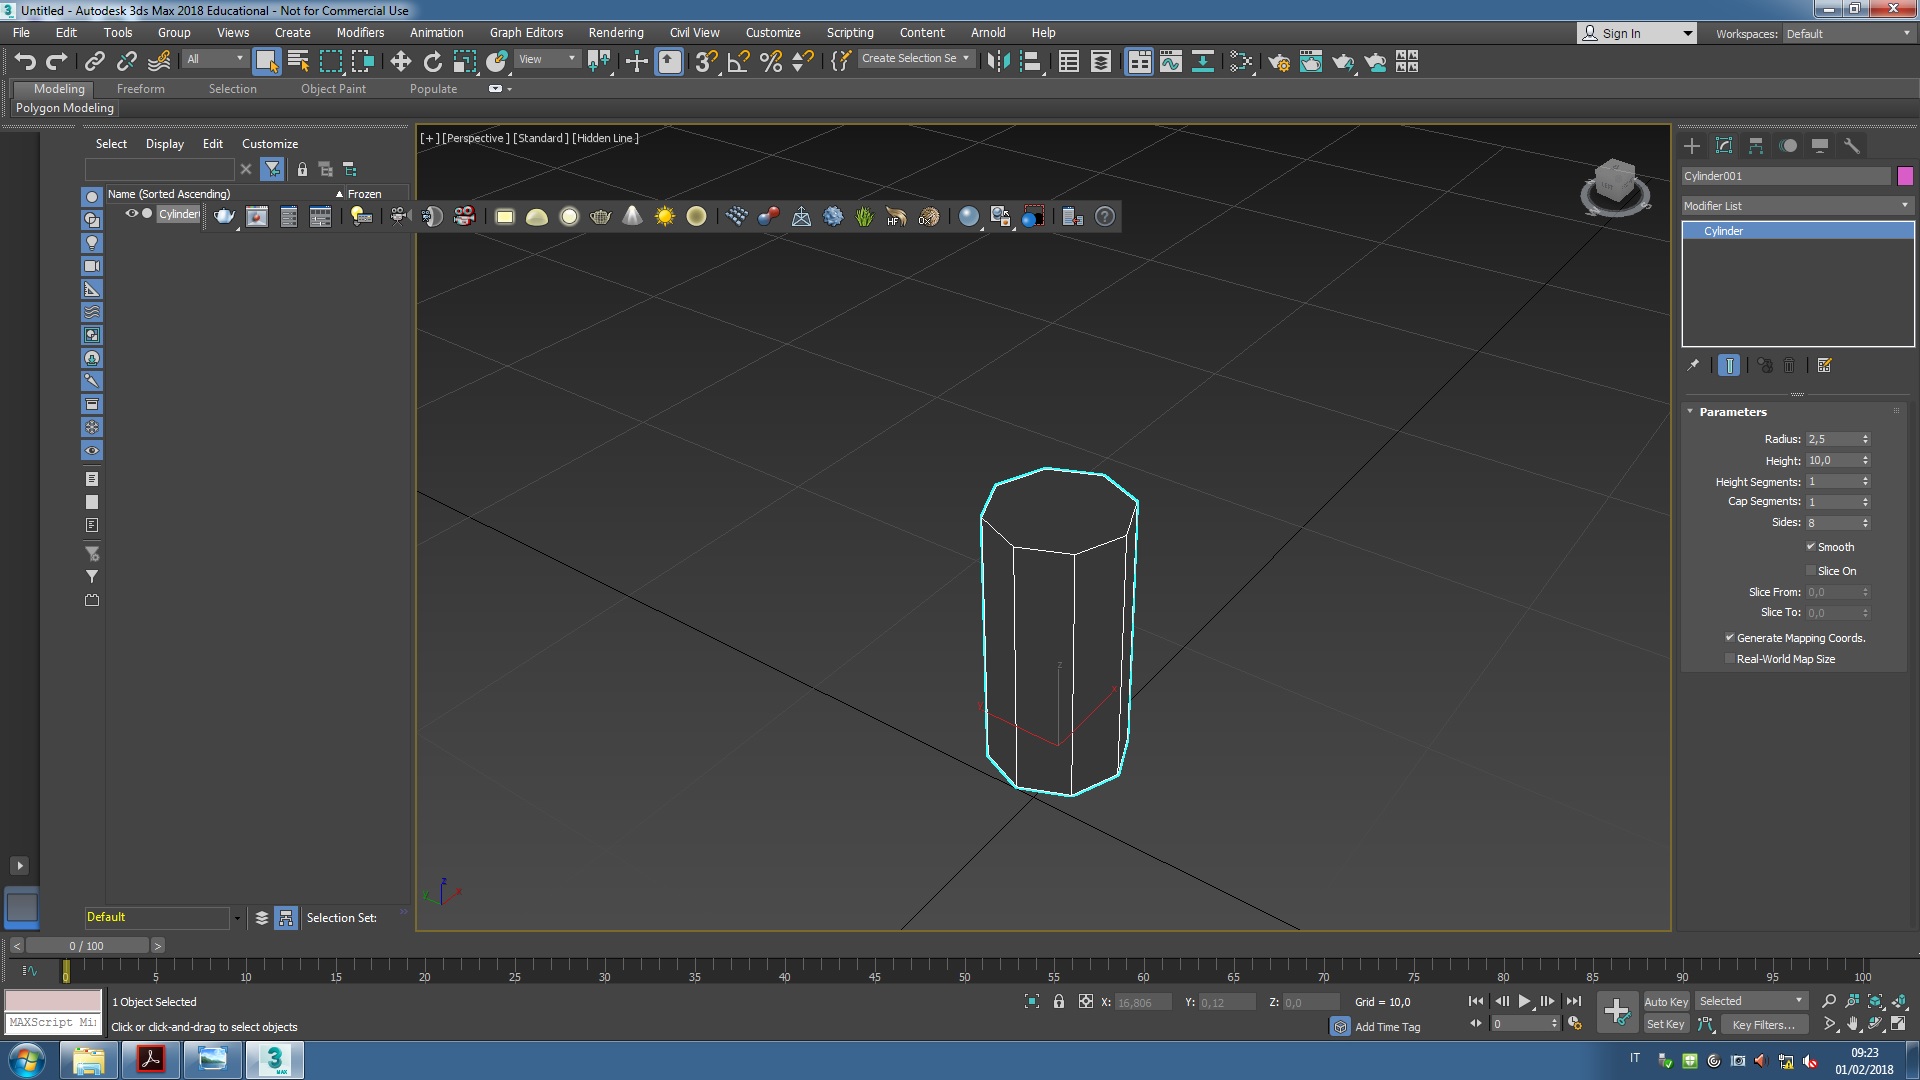 Untitled - Autodesk 3ds Max 2018 Educational - Not for Commercial Use
File Edit Tools Group Views Create Modifiers Animation Graph Editors Rendering Civil View Customize Scripting Content Arnold Help
Sign In
Workspaces: Default
All
View
Create Selection Se
Modeling Freeform Selection Object Paint Populate
Polygon Modeling
Select Display Edit Customize
Name (Sorted Ascending) Frozen
Cylinder
[+] [Perspective] [Standard] [Hidden Line]
Cylinder001
Modifier List
Cylinder
Parameters
Radius: 2,5
Height: 10,0
Height Segments: 1
Cap Segments: 1
Sides: 8
Smooth
Slice On
Slice From: 0,0
Slice To: 0,0
Generate Mapping Coords.
Real-World Map Size
z
x
y
z
x
y
Default
Selection Set:
0 / 100
0 5 10 15 20 25 30 35 40 45 50 55 60 65 70 75 80 85 90 95 100
1 Object Selected
X: 16,806 Y: 0,12 Z: 0,0 Grid = 10,0
Auto Key Selected
MAXScript Mi
Click or click-and-drag to select objects
Add Time Tag
0
Set Key Key Filters...
3
MAX
IT
09:23
01/02/2018